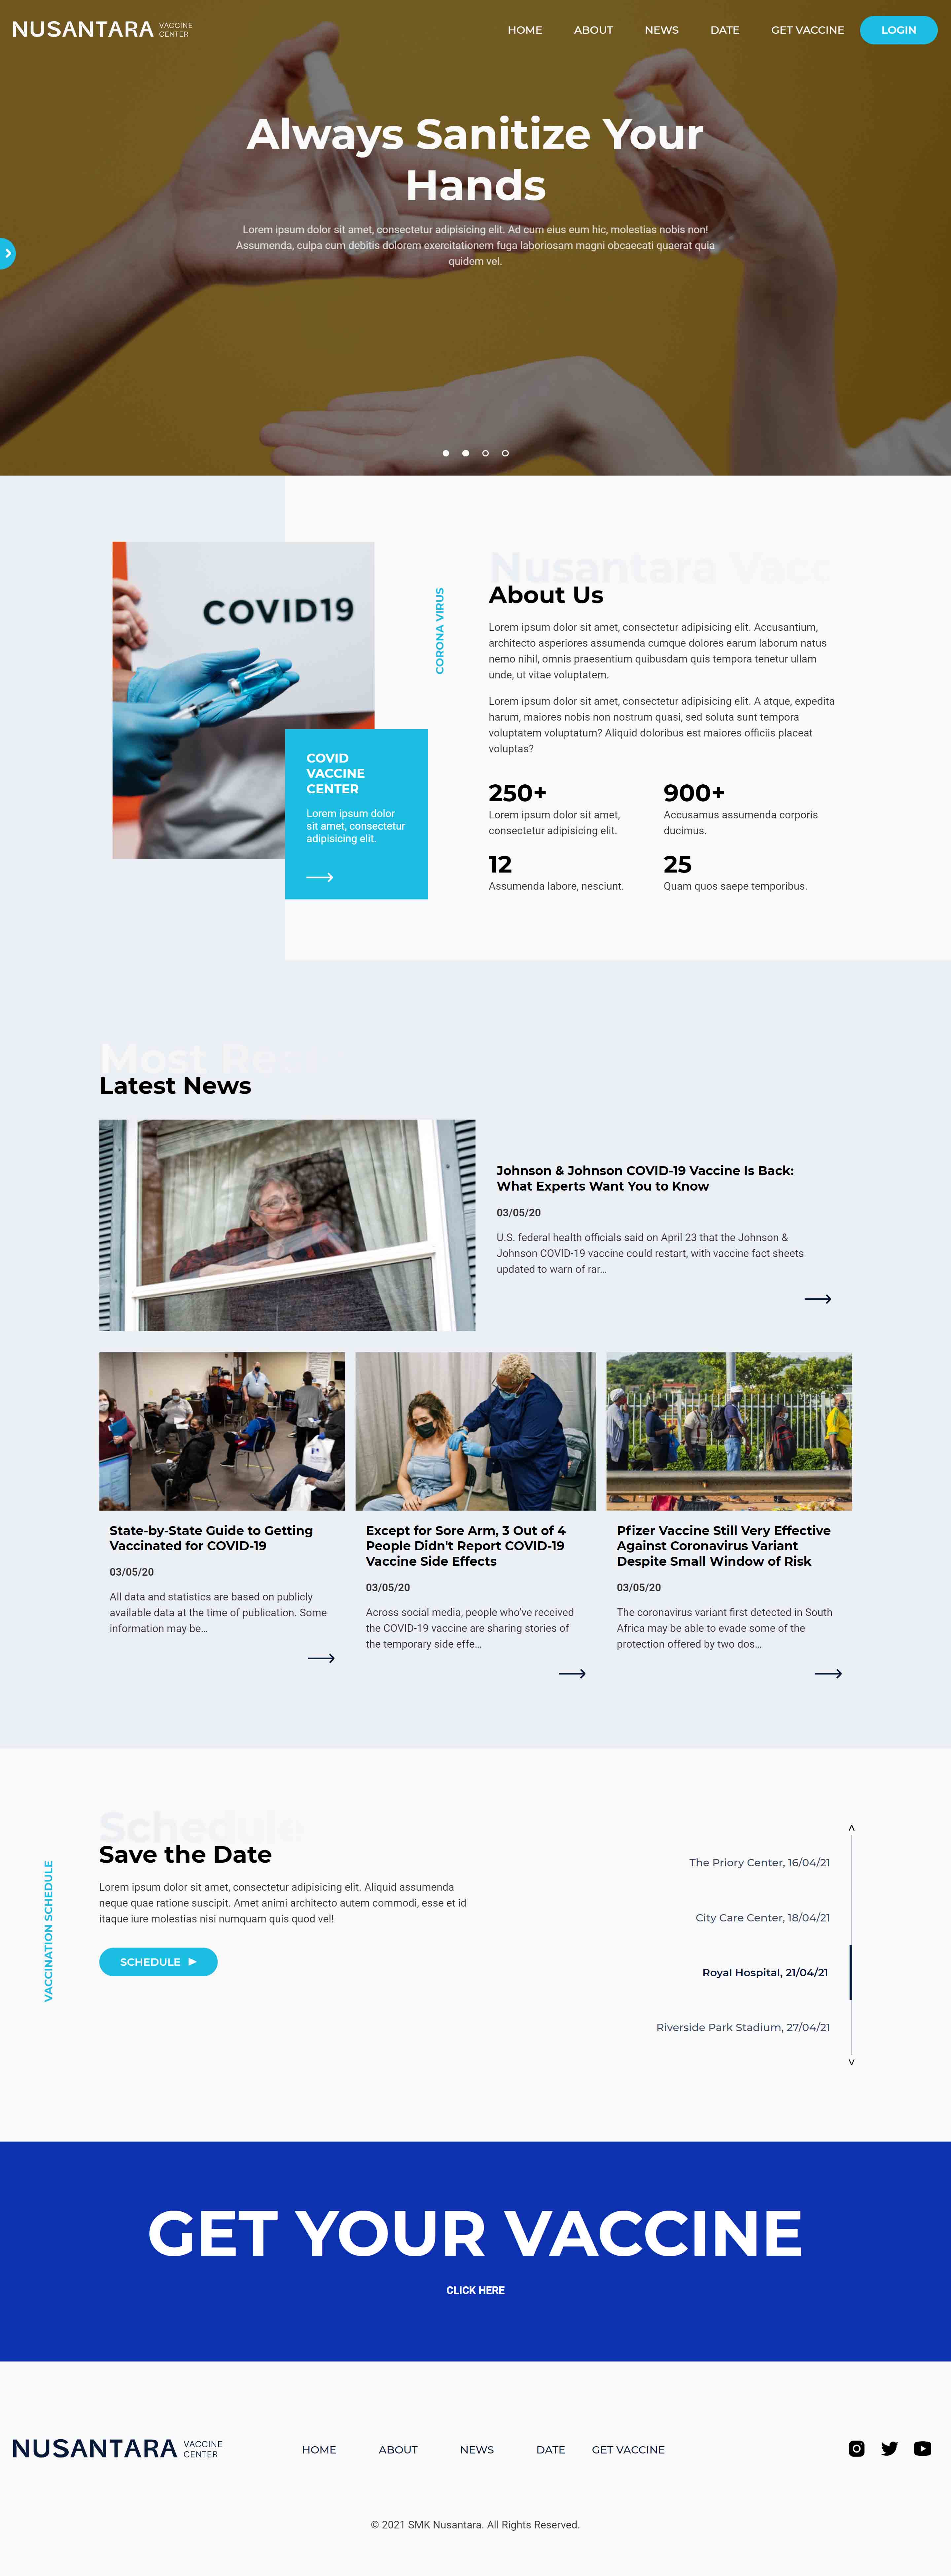 NUSANTARA VACCINE CENTER
HOME ABOUT NEWS DATE GET VACCINE LOGIN
Always Sanitize Your
Hands
Lorem ipsum dolor sit amet, consectetur adipisicing elit. Ad cum eius eum hic, molestias nobis non!
Assumenda, culpa cum debitis dolorem exercitationem fuga laboriosam magni obcaecati quaerat quia
quidem vel.
COVID19
COVID
VACCINE
CENTER
Lorem ipsum dolor
sit amet, consectetur
adipisicing elit.
CORONA VIRUS
Nusantara Vacc
About Us
Lorem ipsum dolor sit amet, consectetur adipisicing elit. Accusantium,
architecto asperiores assumenda cumque dolores earum laborum natus
nemo nihil, omnis praesentium quibusdam quis tempora tenetur ullam
unde, ut vitae voluptatem.
Lorem ipsum dolor sit amet, consectetur adipisicing elit. A atque, expedita
harum, maiores nobis non nostrum quasi, sed soluta sunt tempora
voluptatem voluptatum? Aliquid doloribus est maiores officiis placeat
voluptas?
250+
Lorem ipsum dolor sit amet,
consectetur adipisicing elit.
900+
Accusamus assumenda corporis
ducimus.
12
Assumenda labore, nesciunt.
25
Quam quos saepe temporibus.
Most Re
Latest News
Johnson & Johnson COVID-19 Vaccine Is Back:
What Experts Want You to Know
03/05/20
U.S. federal health officials said on April 23 that the Johnson &
Johnson COVID-19 vaccine could restart, with vaccine fact sheets
updated to warn of rar...
State-by-State Guide to Getting
Vaccinated for COVID-19
03/05/20
All data and statistics are based on publicly
available data at the time of publication. Some
information may be...
Except for Sore Arm, 3 Out of 4
People Didn't Report COVID-19
Vaccine Side Effects
03/05/20
Across social media, people who've received
the COVID-19 vaccine are sharing stories of
the temporary side effe...
Pfizer Vaccine Still Very Effective
Against Coronavirus Variant
Despite Small Window of Risk
03/05/20
The coronavirus variant first detected in South
Africa may be able to evade some of the
protection offered by two dos...
VACCINATION SCHEDULE
Schedule
Save the Date
Lorem ipsum dolor sit amet, consectetur adipisicing elit. Aliquid assumenda
neque quae ratione suscipit. Amet animi architecto autem commodi, esse et id
itaque iure molestias nisi numquam quis quod vel!
SCHEDULE
The Priory Center, 16/04/21
City Care Center, 18/04/21
Royal Hospital, 21/04/21
Riverside Park Stadium, 27/04/21
GET YOUR VACCINE
CLICK HERE
NUSANTARA VACCINE CENTER
HOME ABOUT NEWS DATE GET VACCINE
© 2021 SMK Nusantara. All Rights Reserved.